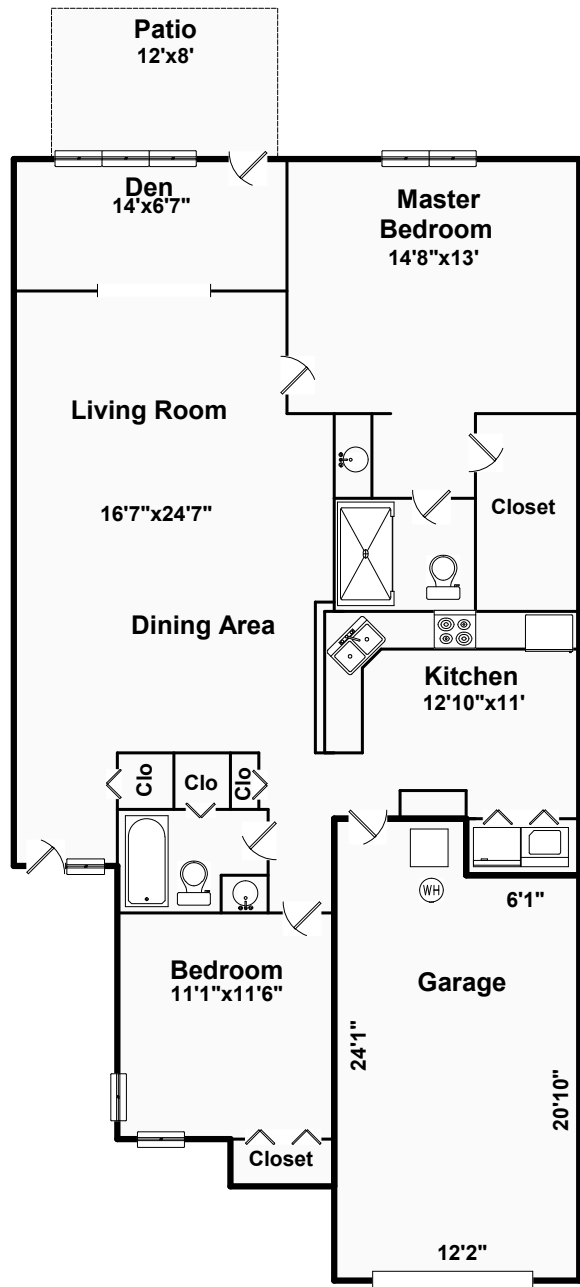 Patio
12'x8'
Den
14'x6'7"
Master
Bedroom
14'8"x13'
Living Room
16'7"x24'7"
Closet
Dining Area
Kitchen
12'10"x11'
Clo
Clo
Clo
WH
6'1"
Bedroom
11'1"x11'6"
Garage
24'1"
20'10"
Closet
12'2"